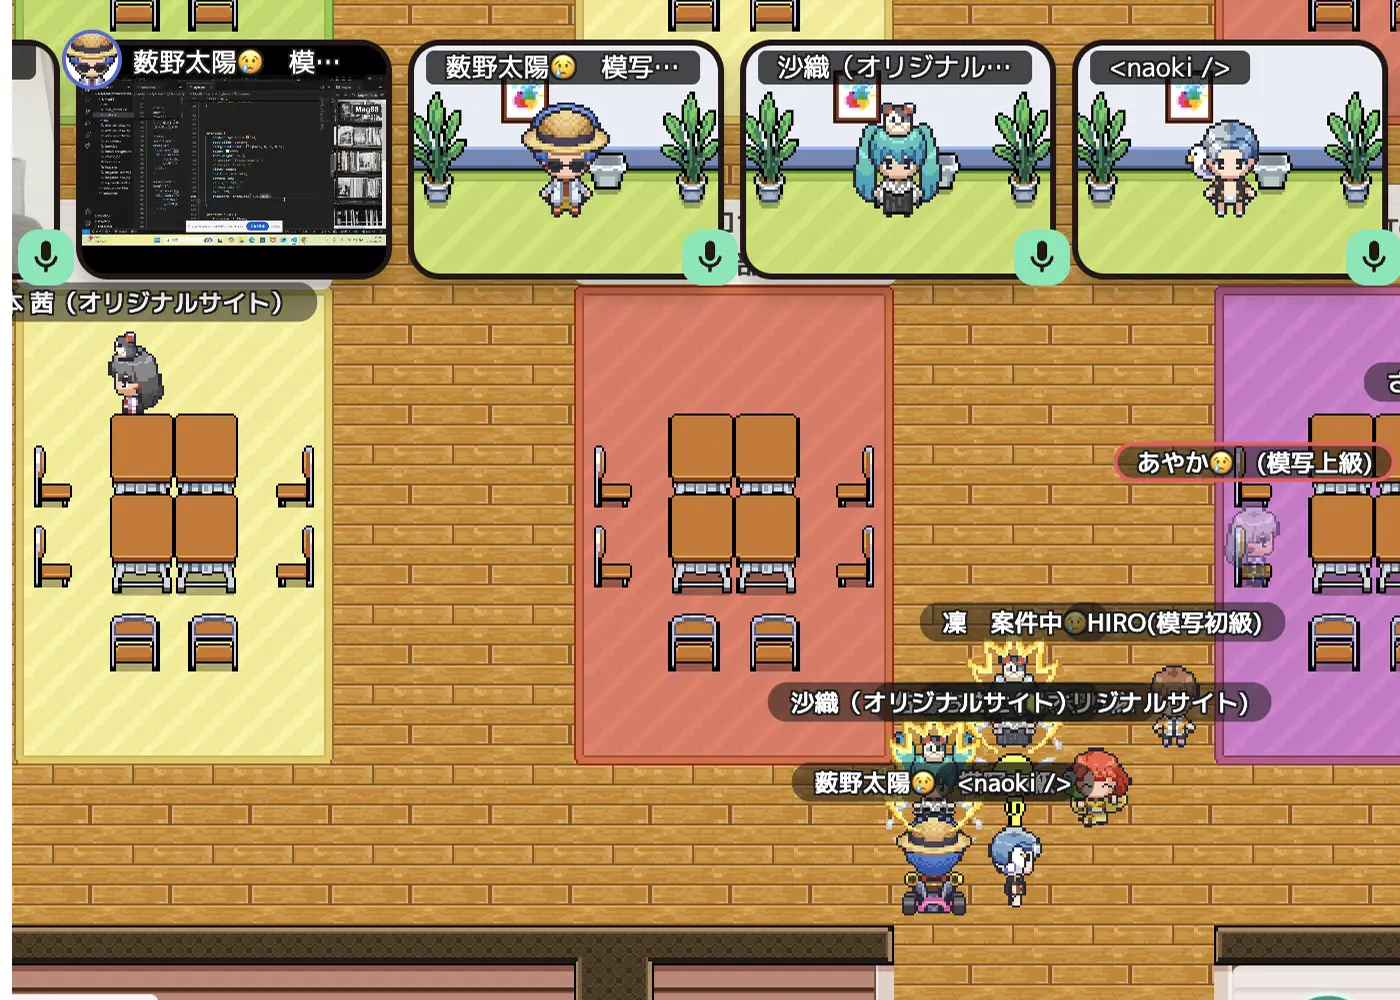 薮野太陽😢 模…
薮野太陽😢 模写…
沙織（オリジナル…
<naoki />
Mag88
茜（オリジナルサイト）
あやか😢 (模写上級)
凜 案件中😢HIRO(模写初級)
沙織（オリジナルサイト）リジナルサイト）
薮野太陽😢 <naoki />